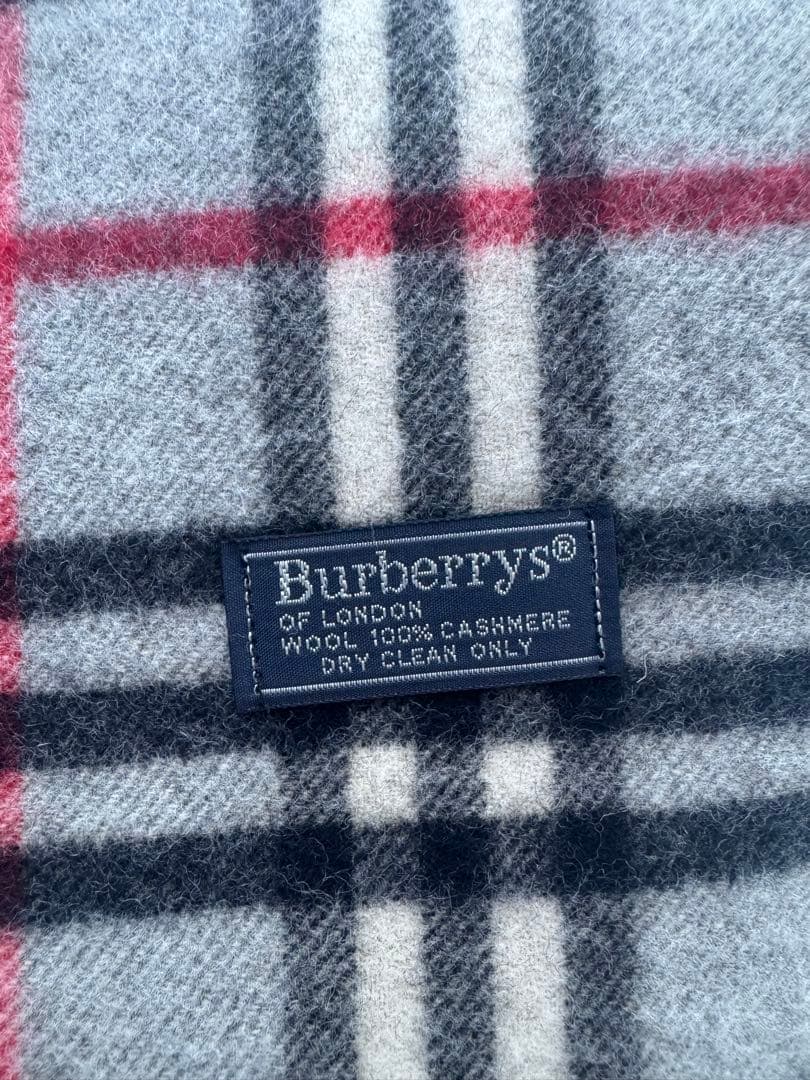 Burberrys®
OF LONDON
WOOL 100% CASHMERE
DRY CLEAN ONLY